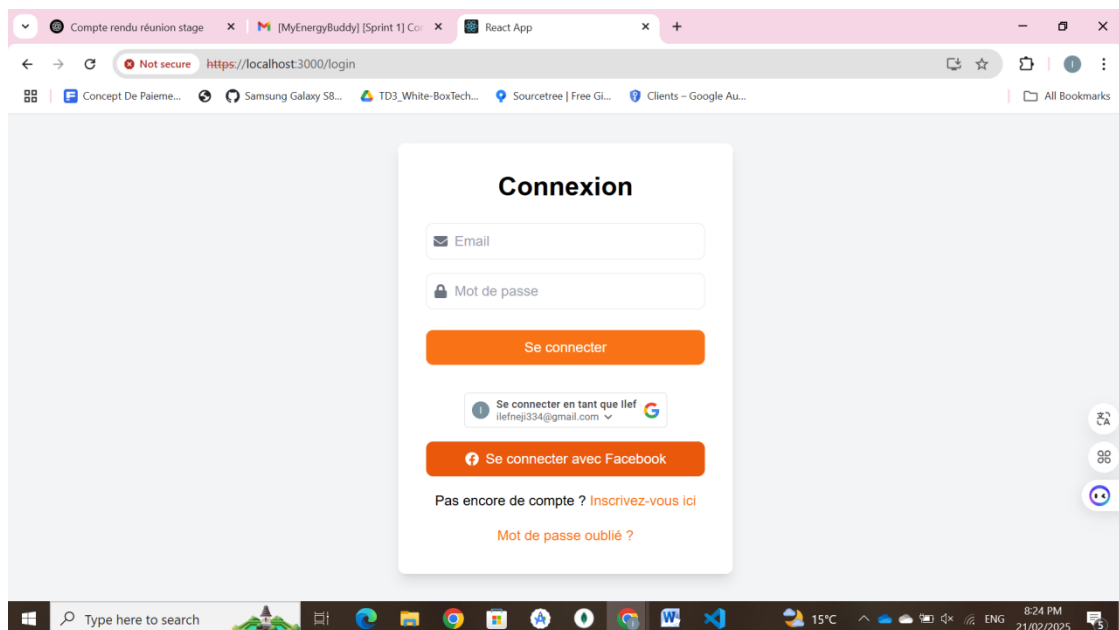 Compte rendu réunion stage
[MyEnergyBuddy] [Sprint 1] Co
React App
Not secure https://localhost:3000/login
Concept De Paieme... Samsung Galaxy S8... TD3_White-BoxTech... Sourcetree | Free Gi... Clients – Google Au... All Bookmarks
Connexion
Email
Mot de passe
Se connecter
Se connecter en tant que Ilef
ilefneji334@gmail.com
Se connecter avec Facebook
Pas encore de compte ? Inscrivez-vous ici
Mot de passe oublié ?
Type here to search
15°C
ENG
8:24 PM
21/02/2025